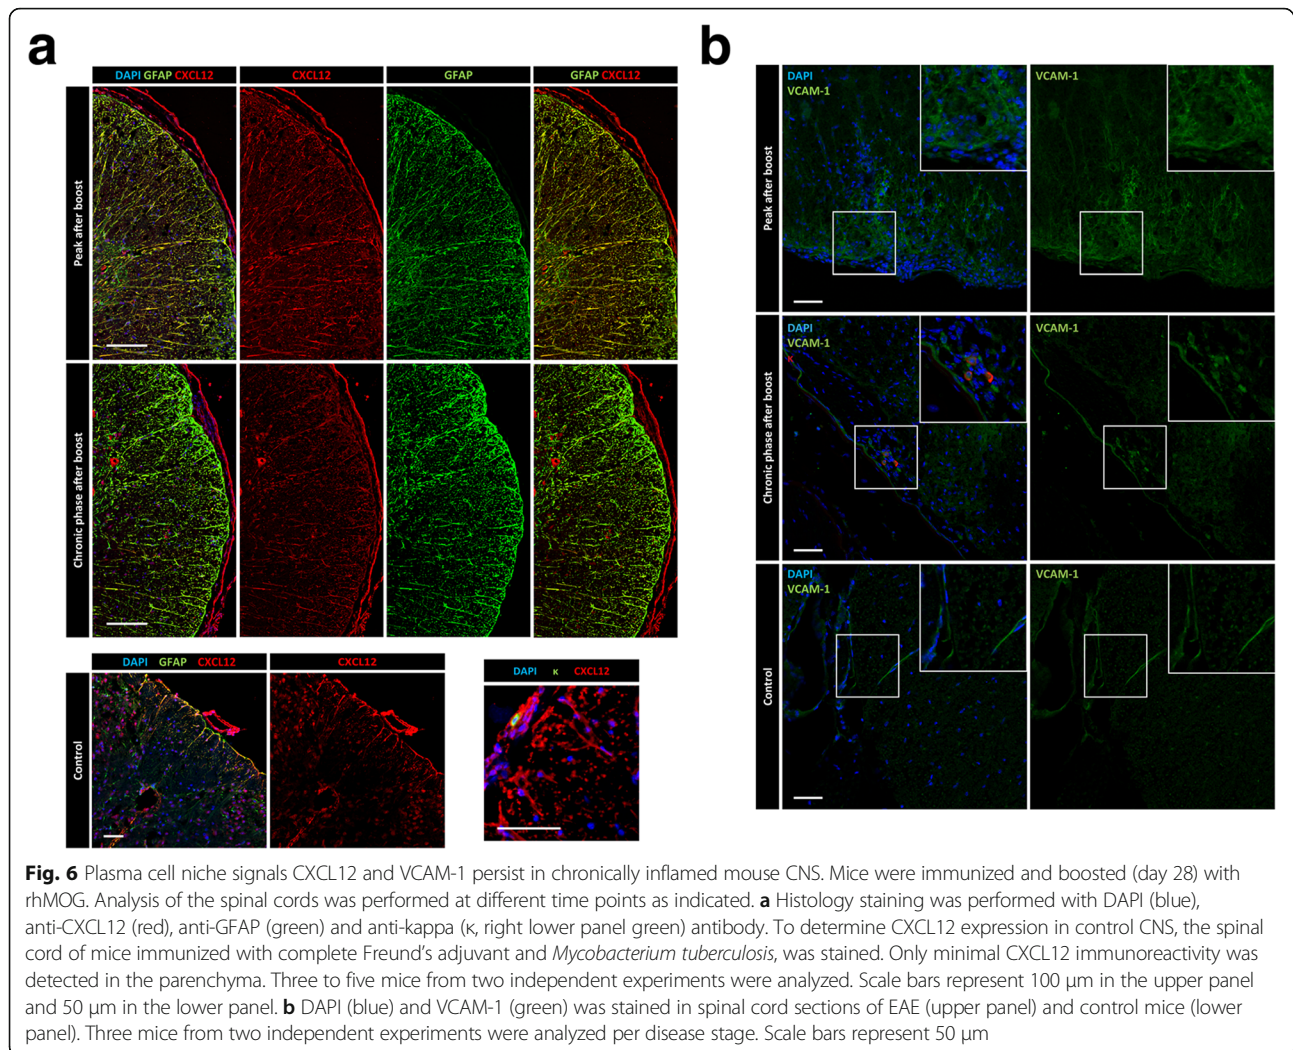 a
DAPI GFAP CXCL12
CXCL12
GFAP
GFAP CXCL12
Peak after boost
Chronic phase after boost
DAPI GFAP CXCL12
CXCL12
Control
DAPI κ CXCL12
b
DAPI
VCAM-1
VCAM-1
Peak after boost
DAPI
VCAM-1
κ
VCAM-1
Chronic phase after boost
DAPI
VCAM-1
VCAM-1
Control
Fig. 6 Plasma cell niche signals CXCL12 and VCAM-1 persist in chronically inflamed mouse CNS. Mice were immunized and boosted (day 28) with
rhMOG. Analysis of the spinal cords was performed at different time points as indicated. a Histology staining was performed with DAPI (blue),
anti-CXCL12 (red), anti-GFAP (green) and anti-kappa (κ, right lower panel green) antibody. To determine CXCL12 expression in control CNS, the spinal
cord of mice immunized with complete Freund's adjuvant and Mycobacterium tuberculosis, was stained. Only minimal CXCL12 immunoreactivity was
detected in the parenchyma. Three to five mice from two independent experiments were analyzed. Scale bars represent 100 μm in the upper panel
and 50 μm in the lower panel. b DAPI (blue) and VCAM-1 (green) was stained in spinal cord sections of EAE (upper panel) and control mice (lower
panel). Three mice from two independent experiments were analyzed per disease stage. Scale bars represent 50 μm